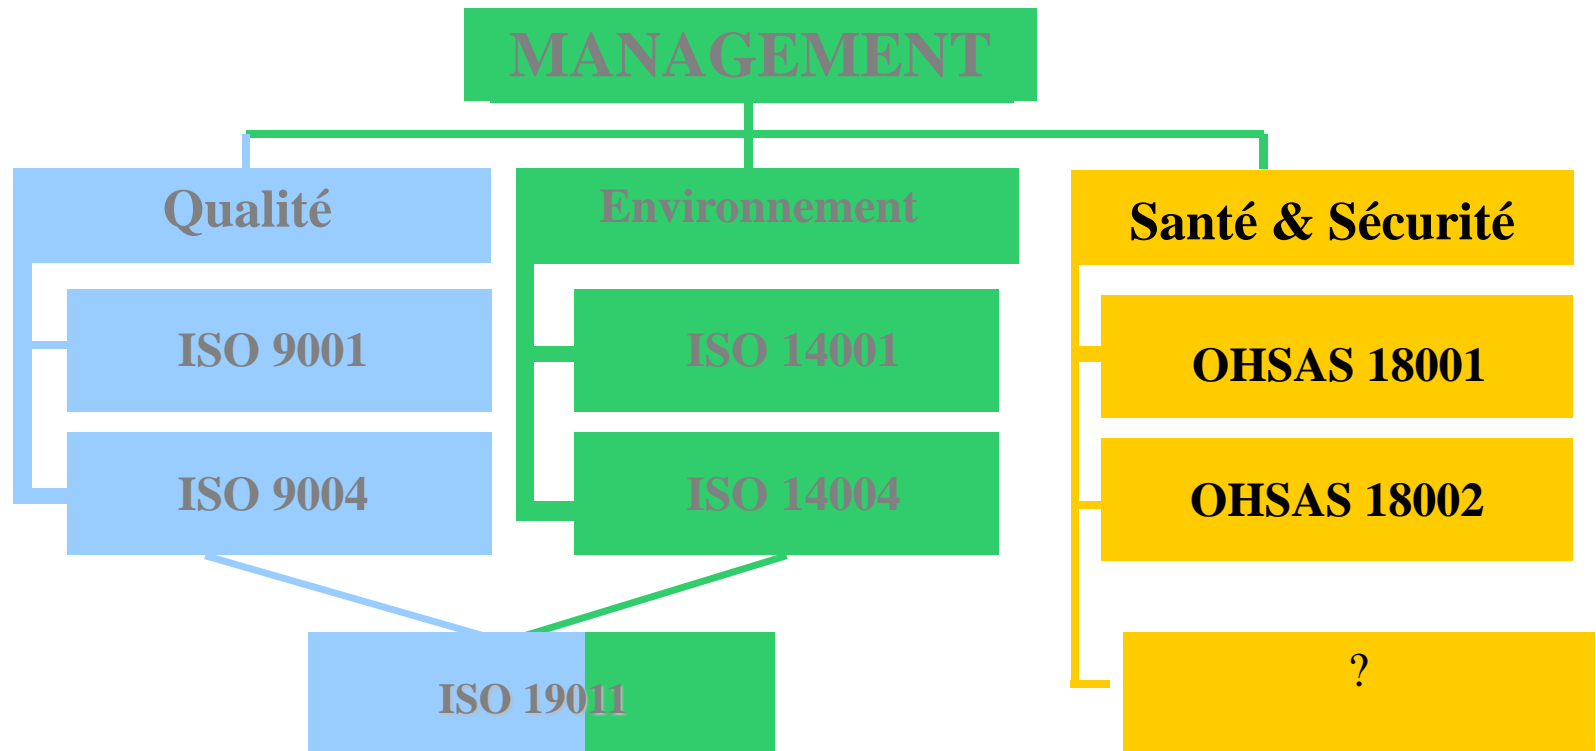 MANAGEMENT
Qualité
Environnement
Santé & Sécurité
ISO 9001
ISO 14001
OHSAS 18001
ISO 9004
ISO 14004
OHSAS 18002
ISO 19011
?